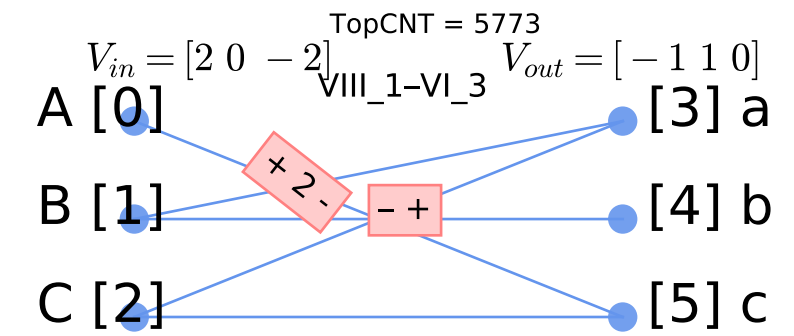 TopCNT = 5773
V_in = [2 0 − 2] V_out = [− 1 1 0]
VIII_1–VI_3
A [0] [3] a
+ 2 -
B [1] – + [4] b
C [2] [5] c